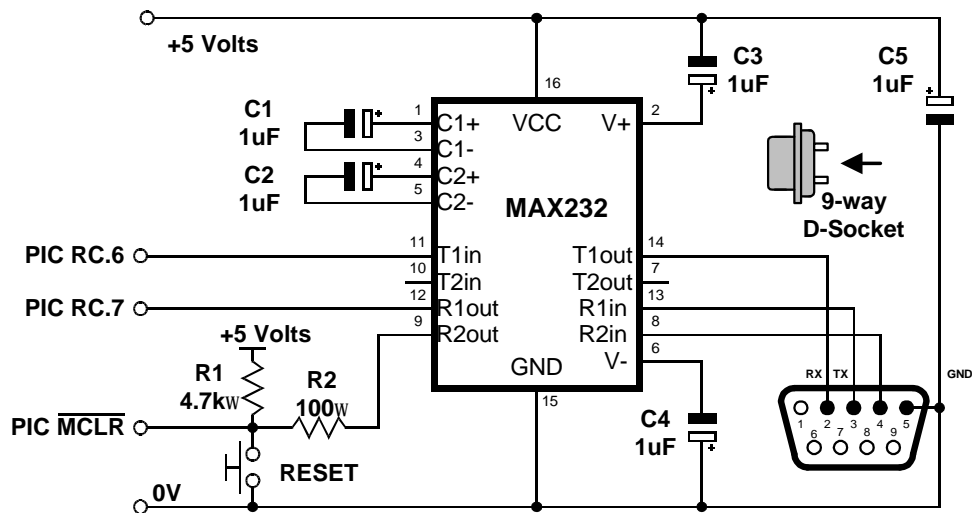 +5 Volts
C1
1uF
C2
1uF
1
3
4
5
C1+
C1-
C2+
C2-
16
VCC
V+
2
C3
1uF
C5
1uF
MAX232
9-way
D-Socket
PIC RC.6
11
T1in
10
T2in
PIC RC.7
12
R1out
9
R2out
T1out
14
T2out
7
R1in
13
R2in
8
V-
6
GND
15
+5 Volts
R1
4.7kW
R2
100W
PIC MCLR
RESET
0V
C4
1uF
RX TX
GND
1 2 3 4 5
6 7 8 9